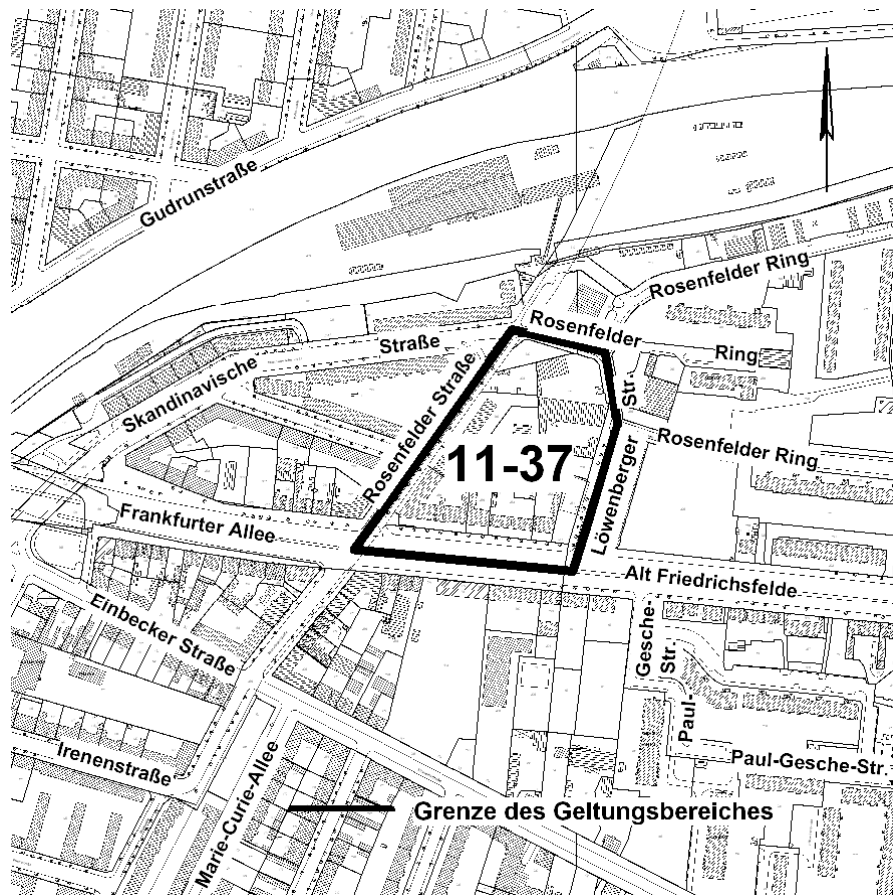 Gudrunstraße
Rosenfelder Ring
Rosenfelder
Ring
Straße
Skandinavische
Str.
Rosenfelder Straße
11-37
Rosenfelder Ring
Löwenberger
Frankfurter Allee
Alt Friedrichsfelde
Einbecker Straße
Gesche-
Str.
Paul-
Irenenstraße
Paul-Gesche-Str.
Marie-Curie-Allee
Grenze des Geltungsbereiches